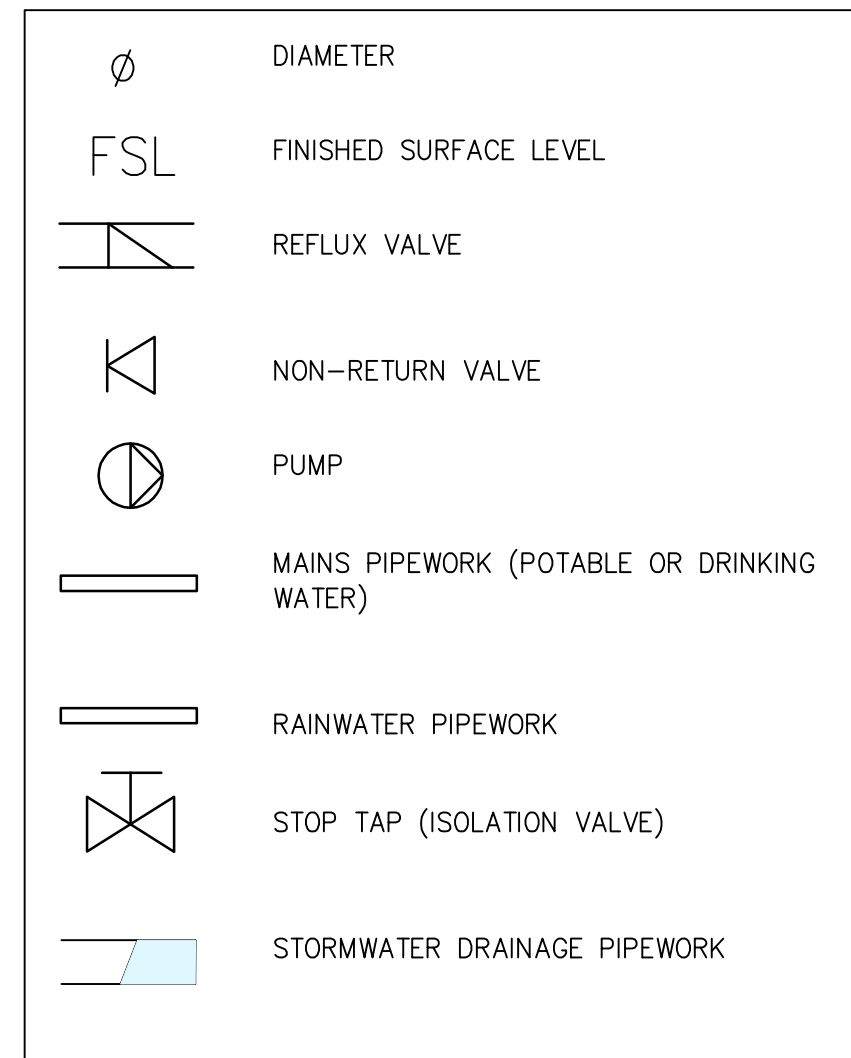 Ø DIAMETER
FSL FINISHED SURFACE LEVEL
REFLUX VALVE
NON-RETURN VALVE
PUMP
MAINS PIPEWORK (POTABLE OR DRINKING
WATER)
RAINWATER PIPEWORK
STOP TAP (ISOLATION VALVE)
STORMWATER DRAINAGE PIPEWORK